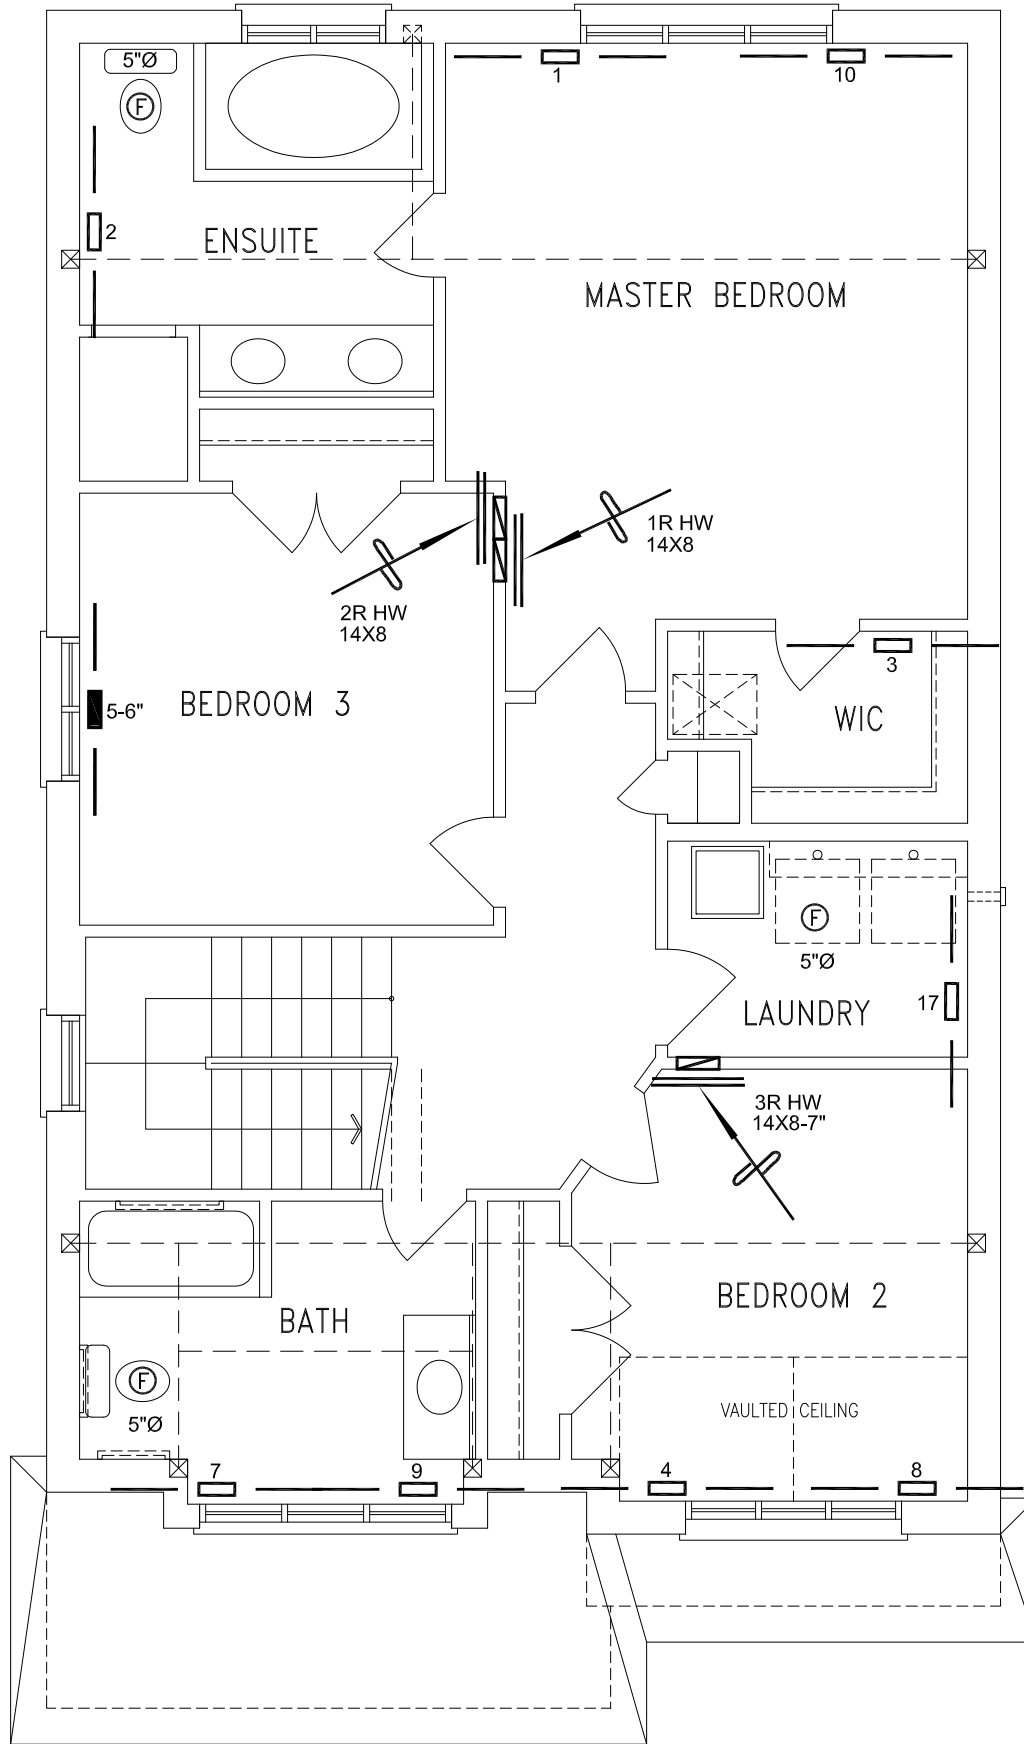 5"Ø
F
1
10
2
ENSUITE
MASTER BEDROOM
1R HW
14X8
2R HW
14X8
3
5-6"
BEDROOM 3
WIC
F
5"Ø
17
LAUNDRY
3R HW
14X8-7"
BEDROOM 2
BATH
F
5"Ø
VAULTED CEILING
7
9
4
8